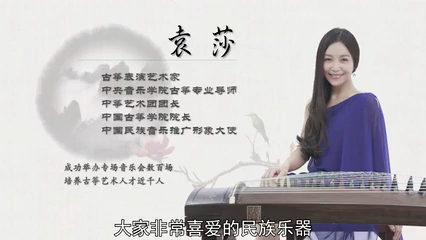 袁 莎
古筝表演艺术家
中央音乐学院古筝专业导师
中筝艺术团团长
中国古筝学院院长
中国民族音乐推广形象大使
成功举办专场音乐会数百场
培养古筝艺术人才近千人
大家非常喜爱的民族乐器